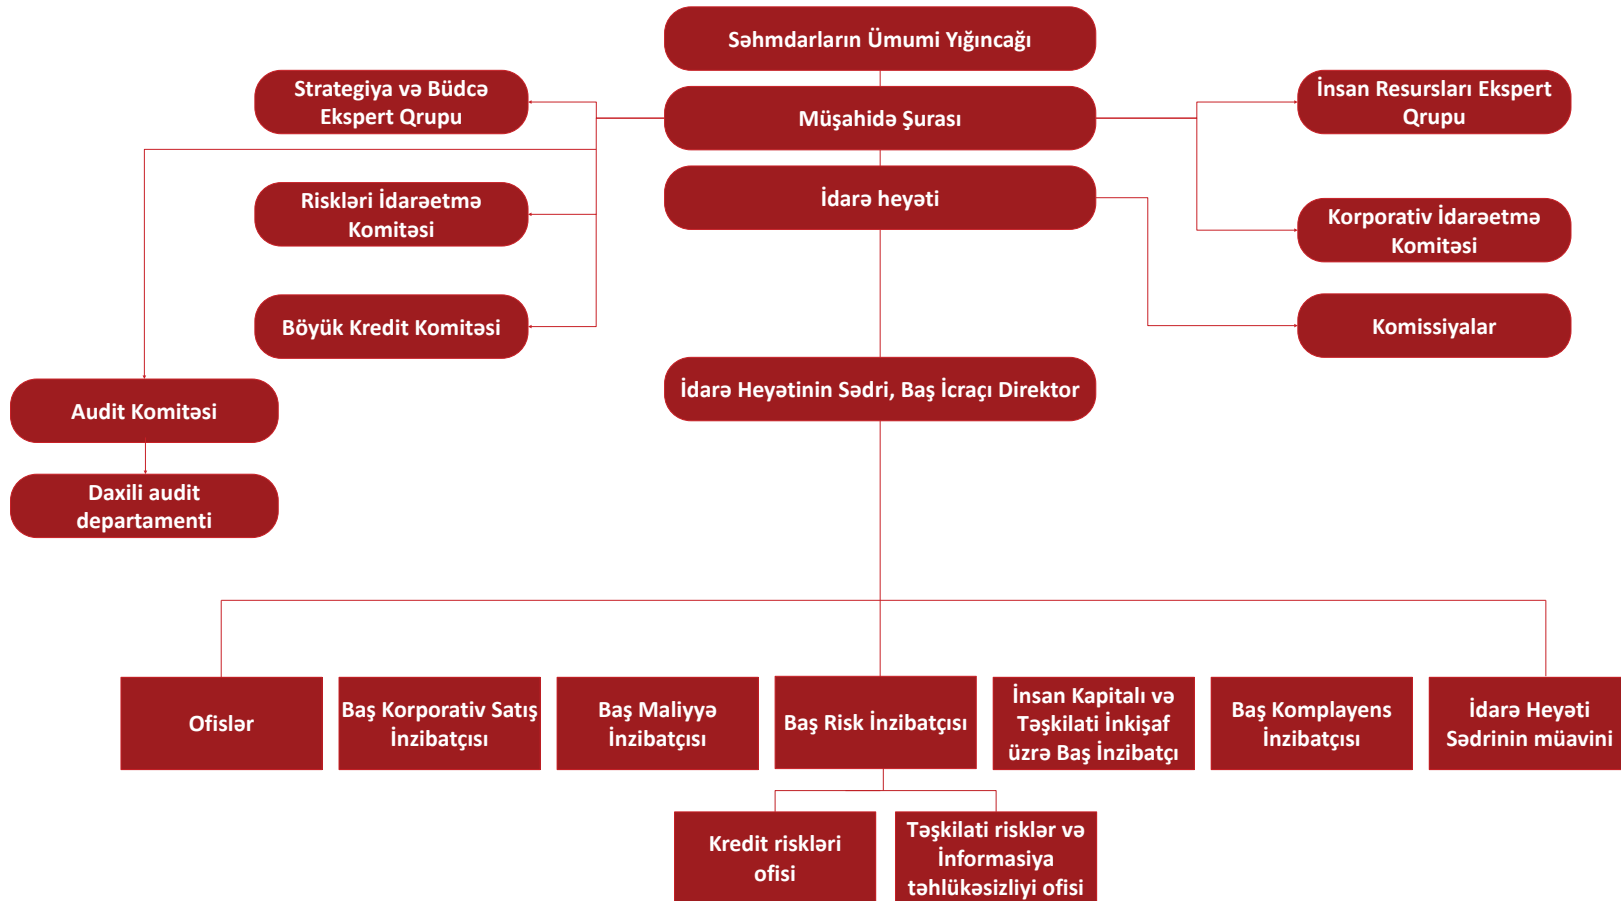 Səhmdarların Ümumi Yığıncağı
Strategiya və Büdcə
Ekspert Qrupu
Müşahidə Şurası
İnsan Resursları Ekspert
Qrupu
İdarə heyəti
Riskləri İdarəetmə
Komitəsi
Korporativ İdarəetmə
Komitəsi
Böyük Kredit Komitəsi
Komissiyalar
İdarə Heyətinin Sədri, Baş İcraçı Direktor
Audit Komitəsi
Daxili audit
departamenti
Ofislər
Baş Korporativ Satış
İnzibatçısı
Baş Maliyyə
İnzibatçısı
Baş Risk İnzibatçısı
İnsan Kapitalı və
Təşkilati İnkişaf
üzrə Baş İnzibatçı
Baş Komplayens
İnzibatçısı
İdarə Heyəti
Sədrinin müavini
Kredit riskləri
ofisi
Təşkilati risklər və
İnformasiya
təhlükəsizliyi ofisi